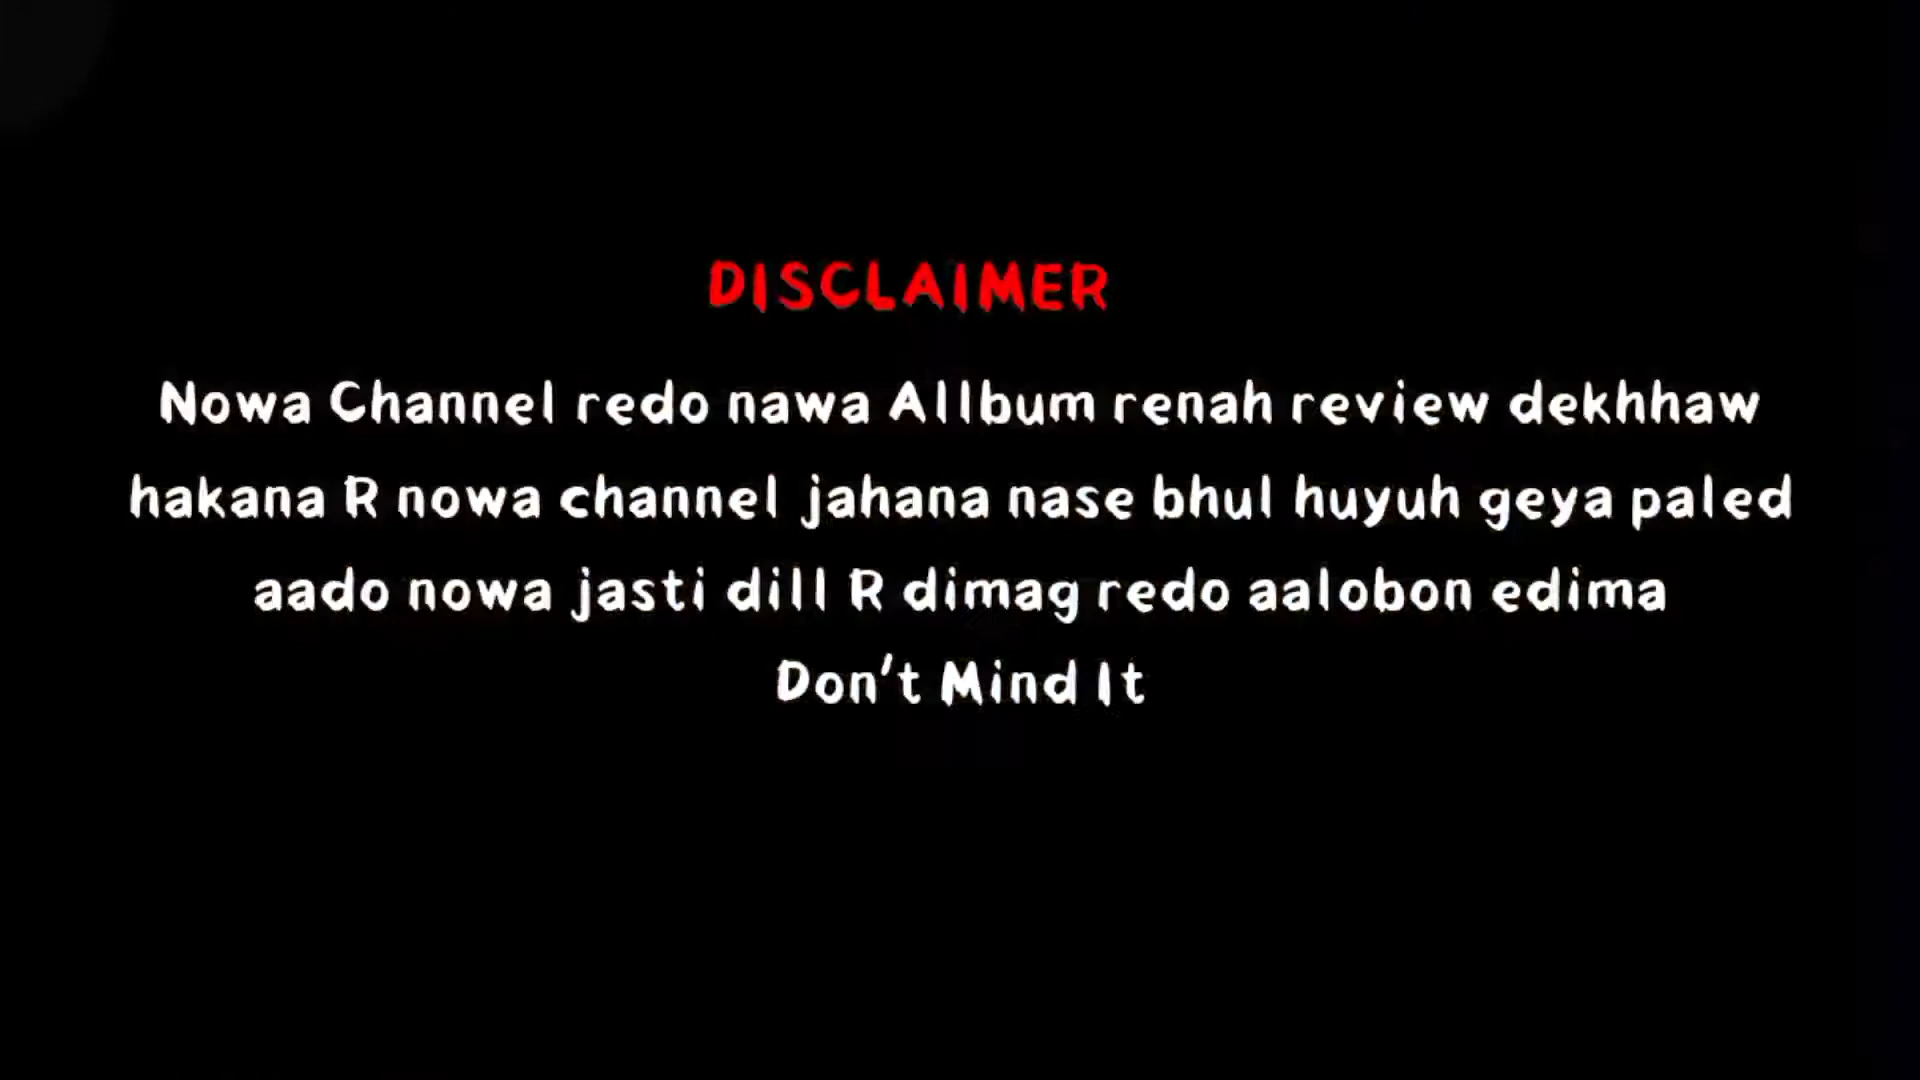 DISCLAIMER
Nowa Channel redo nawa Allbum renah review dekhhaw
hakana R nowa channel jahana nase bhul huyuh geya paled
aado nowa jasti dill R dimag redo aalobon edima
Don't Mind It